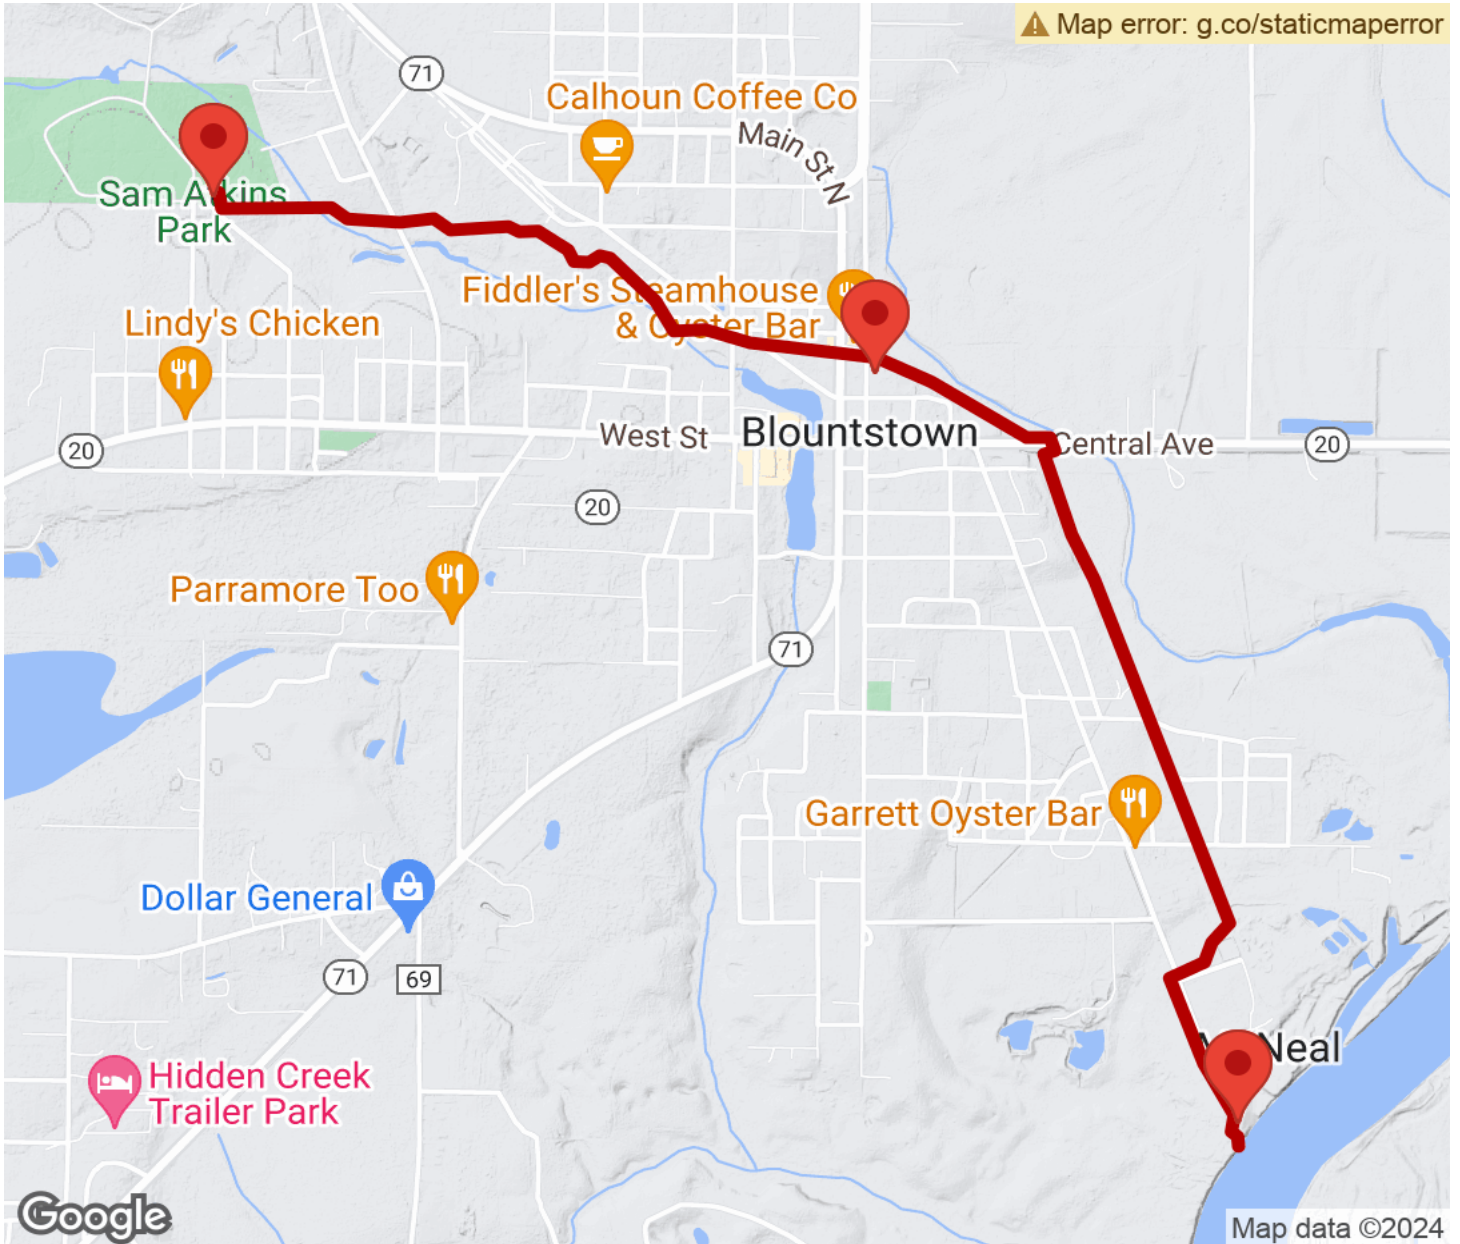 Map error: g.co/staticmaperror
71
Calhoun Coffee Co
Main St N
Sam Atkins
Park
Fiddler's Steamhouse
& Oyster Bar
Lindy's Chicken
West St
Blountstown
Central Ave
20
20
20
Parramore Too
71
Garrett Oyster Bar
Dollar General
71
69
Neal
Hidden Creek
Trailer Park
Google
Map data ©2024